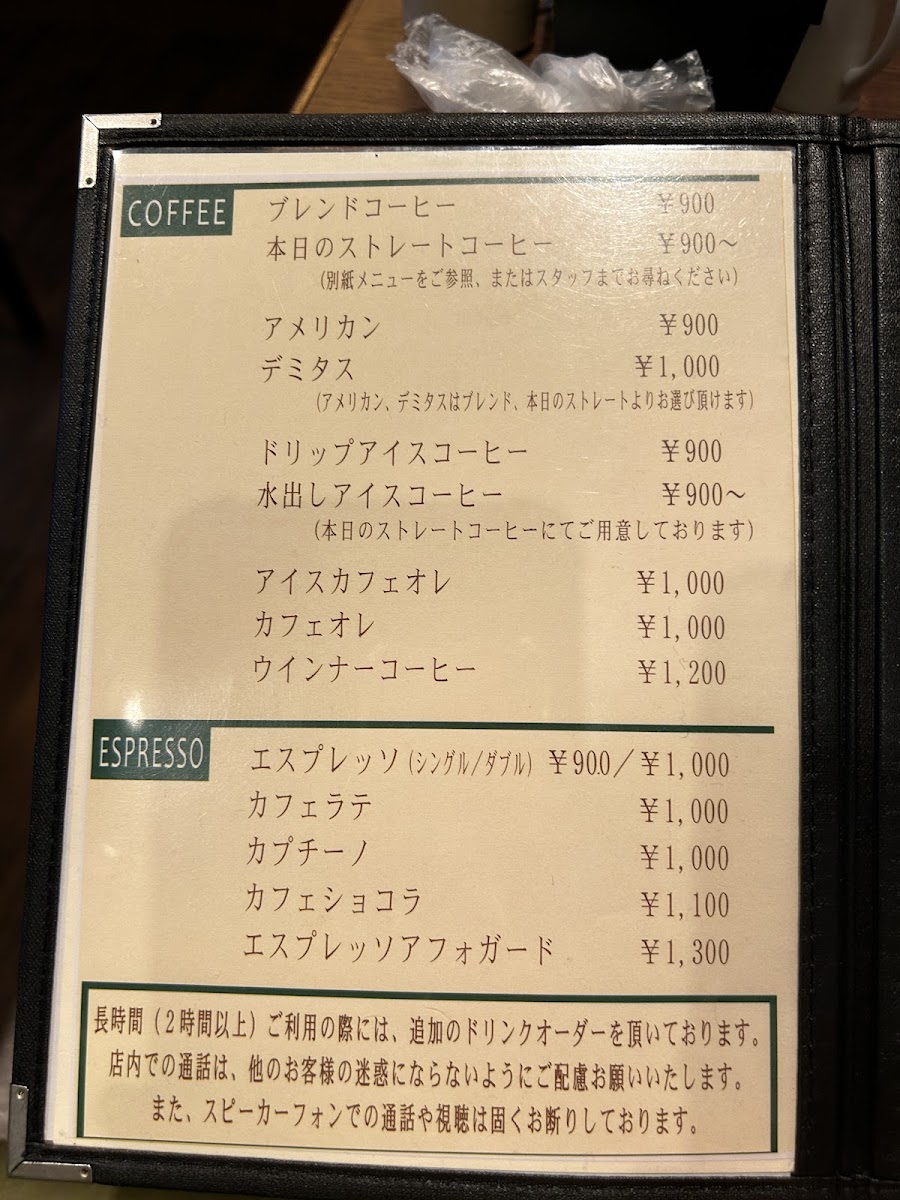 COFFEE
ブレンドコーヒー ￥900
本日のストレートコーヒー ￥900～
（別紙メニューをご参照、またはスタッフまでお尋ねください）
アメリカン ￥900
デミタス ￥1,000
（アメリカン、デミタスはブレンド、本日のストレートよりお選び頂けます）
ドリップアイスコーヒー ￥900
水出しアイスコーヒー ￥900～
（本日のストレートコーヒーにてご用意しております）
アイスカフェオレ ￥1,000
カフェオレ ￥1,000
ウインナーコーヒー ￥1,200
ESPRESSO
エスプレッソ（シングル/ダブル） ￥900／￥1,000
カフェラテ ￥1,000
カプチーノ ￥1,000
カフェショコラ ￥1,100
エスプレッソアフォガード ￥1,300
長時間（２時間以上）ご利用の際には、追加のドリンクオーダーを頂いております。
店内での通話は、他のお客様の迷惑にならないようにご配慮お願いいたします。
また、スピーカーフォンでの通話や視聴は固くお断りしております。